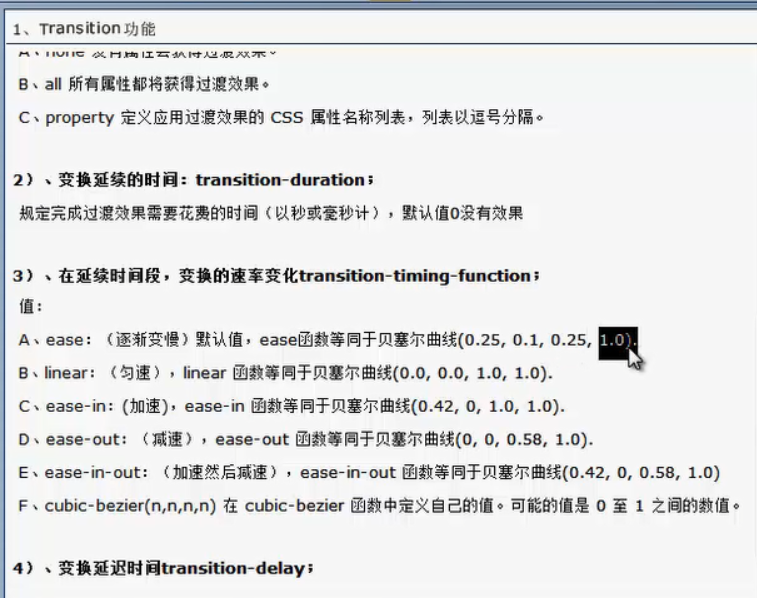 1、Transition功能
A、none 没有属性会获得过渡效果。
B、all 所有属性都将获得过渡效果。
C、property 定义应用过渡效果的 CSS 属性名称列表，列表以逗号分隔。
2）、变换延续的时间：transition-duration；
规定完成过渡效果需要花费的时间（以秒或毫秒计），默认值0没有效果
3）、在延续时间段，变换的速率变化transition-timing-function；
值：
A、ease：（逐渐变慢）默认值，ease函数等同于贝塞尔曲线(0.25, 0.1, 0.25, 1.0).
B、linear：（匀速），linear 函数等同于贝塞尔曲线(0.0, 0.0, 1.0, 1.0).
C、ease-in：(加速)，ease-in 函数等同于贝塞尔曲线(0.42, 0, 1.0, 1.0).
D、ease-out：（减速），ease-out 函数等同于贝塞尔曲线(0, 0, 0.58, 1.0).
E、ease-in-out：（加速然后减速），ease-in-out 函数等同于贝塞尔曲线(0.42, 0, 0.58, 1.0)
F、cubic-bezier(n,n,n,n) 在 cubic-bezier 函数中定义自己的值。可能的值是 0 至 1 之间的数值。
4）、变换延迟时间transition-delay；